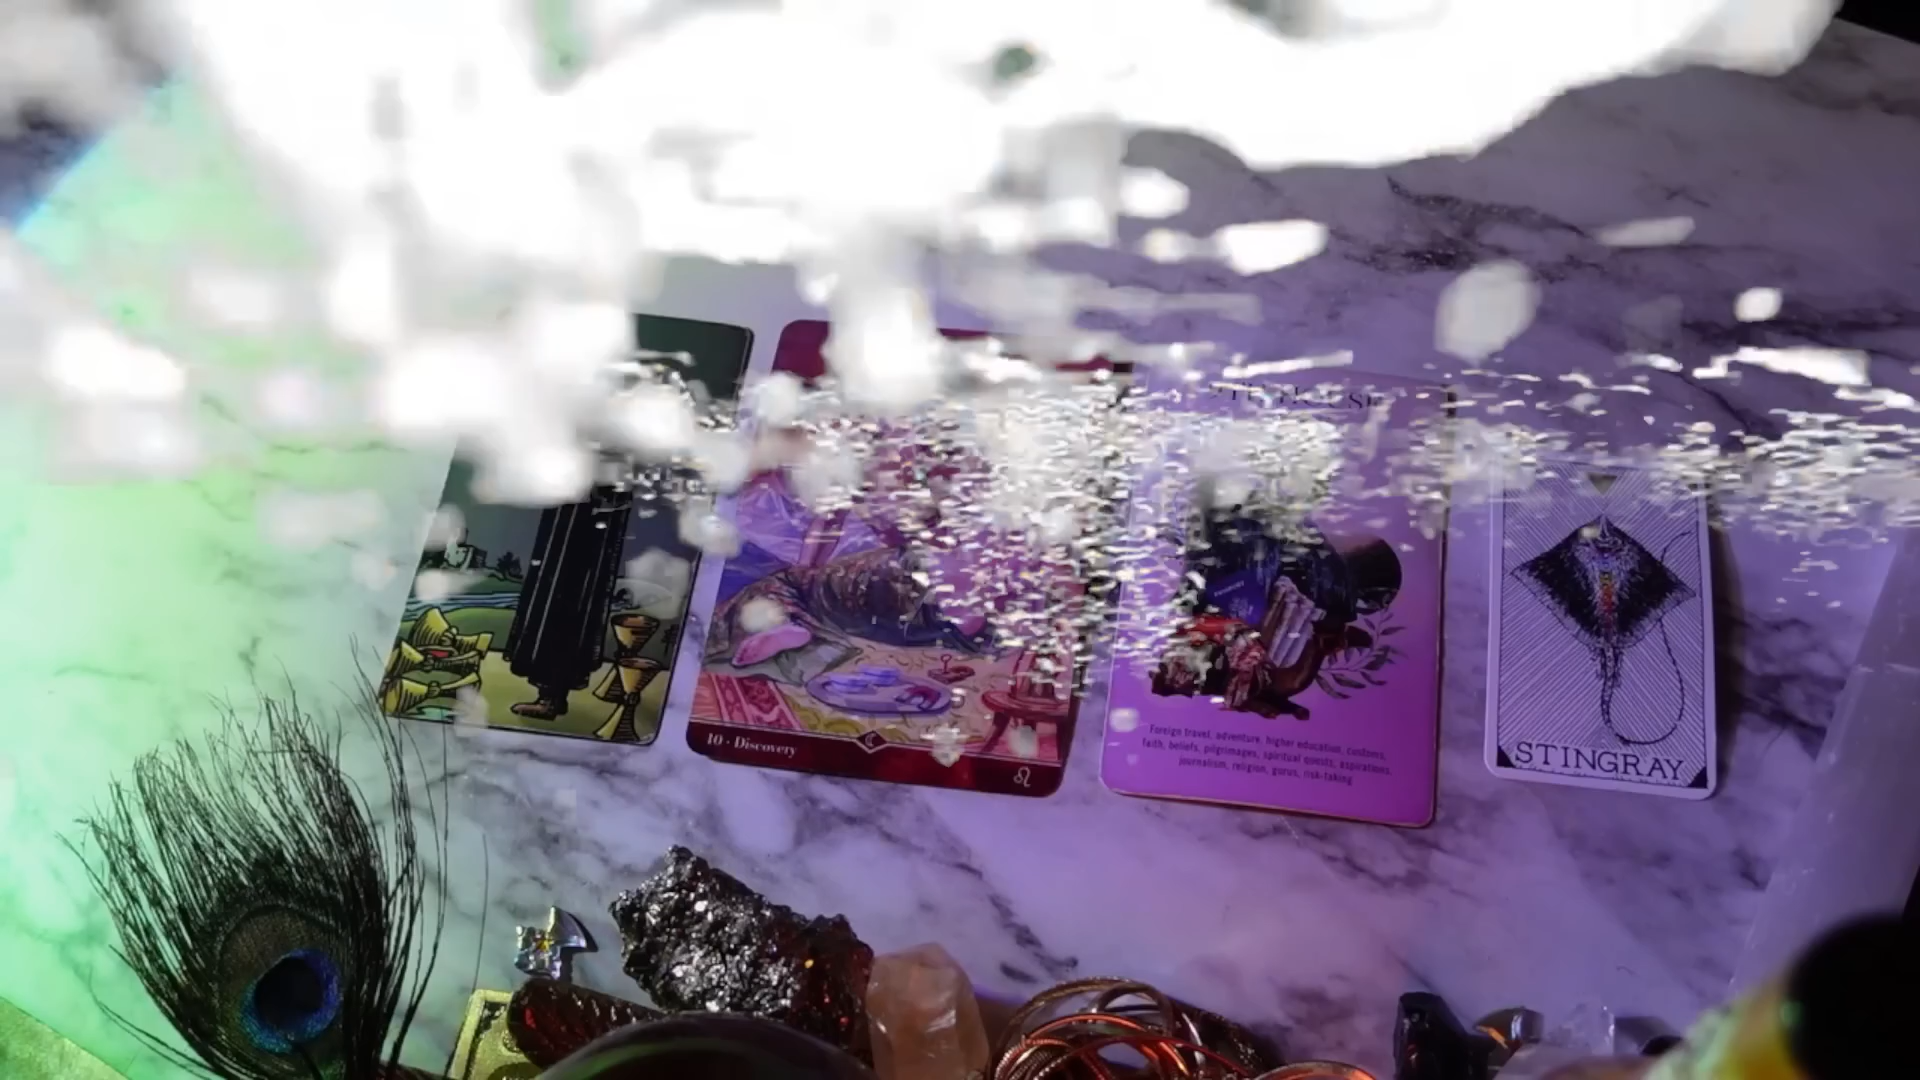 10 · Discovery
Foreign travel, adventure, higher education, customs,
faith, beliefs, pilgrimages, spiritual quests, aspirations,
journalism, religion, gurus, risk-taking
STINGRAY